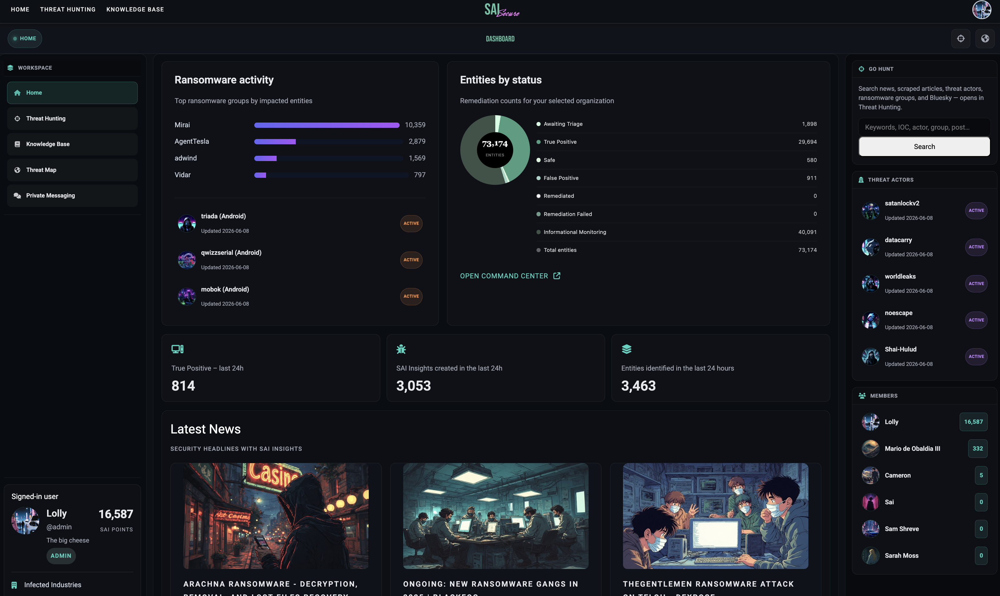 HOME THREAT HUNTING KNOWLEDGE BASE
SAI Secure
HOME
DASHBOARD
WORKSPACE
Home
Threat Hunting
Knowledge Base
Threat Map
Private Messaging
Signed-in user
Lolly
@admin
The big cheese
ADMIN
16,587
SAI POINTS
Infected Industries
Ransomware activity
Top ransomware groups by impacted entities
Mirai 10,359
AgentTesla 2,879
adwind 1,569
Vidar 797
triada (Android)
Updated 2026-06-08
ACTIVE
qwizzserial (Android)
Updated 2026-06-08
ACTIVE
mobok (Android)
Updated 2026-06-08
ACTIVE
Entities by status
Remediation counts for your selected organization
73,174
ENTITIES
Awaiting Triage 1,898
True Positive 29,694
Safe 580
False Positive 911
Remediated 0
Remediation Failed 0
Informational Monitoring 40,091
Total entities 73,174
OPEN COMMAND CENTER
True Positive – last 24h
814
SAI Insights created in the last 24h
3,053
Entities identified in the last 24 hours
3,463
Latest News
SECURITY HEADLINES WITH SAI INSIGHTS
Casino
ARACHNA RANSOMWARE - DECRYPTION,
REMOVAL, AND LOST FILES RECOVERY
ONGOING: NEW RANSOMWARE GANGS IN
2025 | BLACKFOG
THEGENTLEMEN RANSOMWARE ATTACK
GO HUNT
Search news, scraped articles, threat actors,
ransomware groups, and Bluesky — opens in
Threat Hunting.
Keywords, IOC, actor, group, post...
Search
THREAT ACTORS
satanlockv2
Updated 2026-06-08
ACTIVE
datacarry
Updated 2026-06-08
ACTIVE
worldleaks
Updated 2026-06-08
ACTIVE
noescape
Updated 2026-06-08
ACTIVE
Shai-Hulud
Updated 2026-06-08
ACTIVE
MEMBERS
Lolly 16,587
Mario de Obaldia III 332
Cameron 5
Sai 0
Sam Shreve 0
Sarah Moss 0